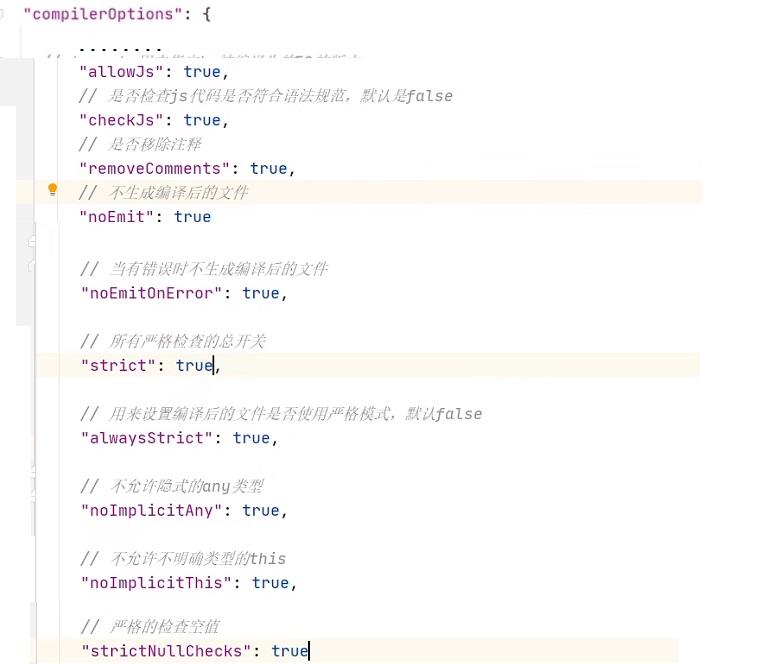 "compilerOptions": {
........
"allowJs": true,
// 是否检查js代码是否符合语法规范，默认是false
"checkJs": true,
// 是否移除注释
"removeComments": true,
// 不生成编译后的文件
"noEmit": true
// 当有错误时不生成编译后的文件
"noEmitOnError": true,
// 所有严格检查的总开关
"strict": true,
// 用来设置编译后的文件是否使用严格模式，默认false
"alwaysStrict": true,
// 不允许隐式的any类型
"noImplicitAny": true,
// 不允许不明确类型的this
"noImplicitThis": true,
// 严格的检查空值
"strictNullChecks": true